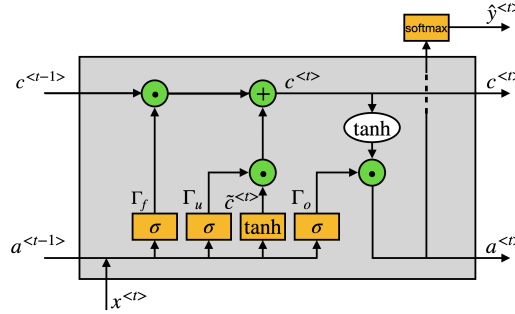 ŷ<t>
softmax
c<t-1> c<t> c<t>
tanh
Γf Γu c̃<t> Γo
σ σ tanh σ
a<t-1> a<t>
x<t>